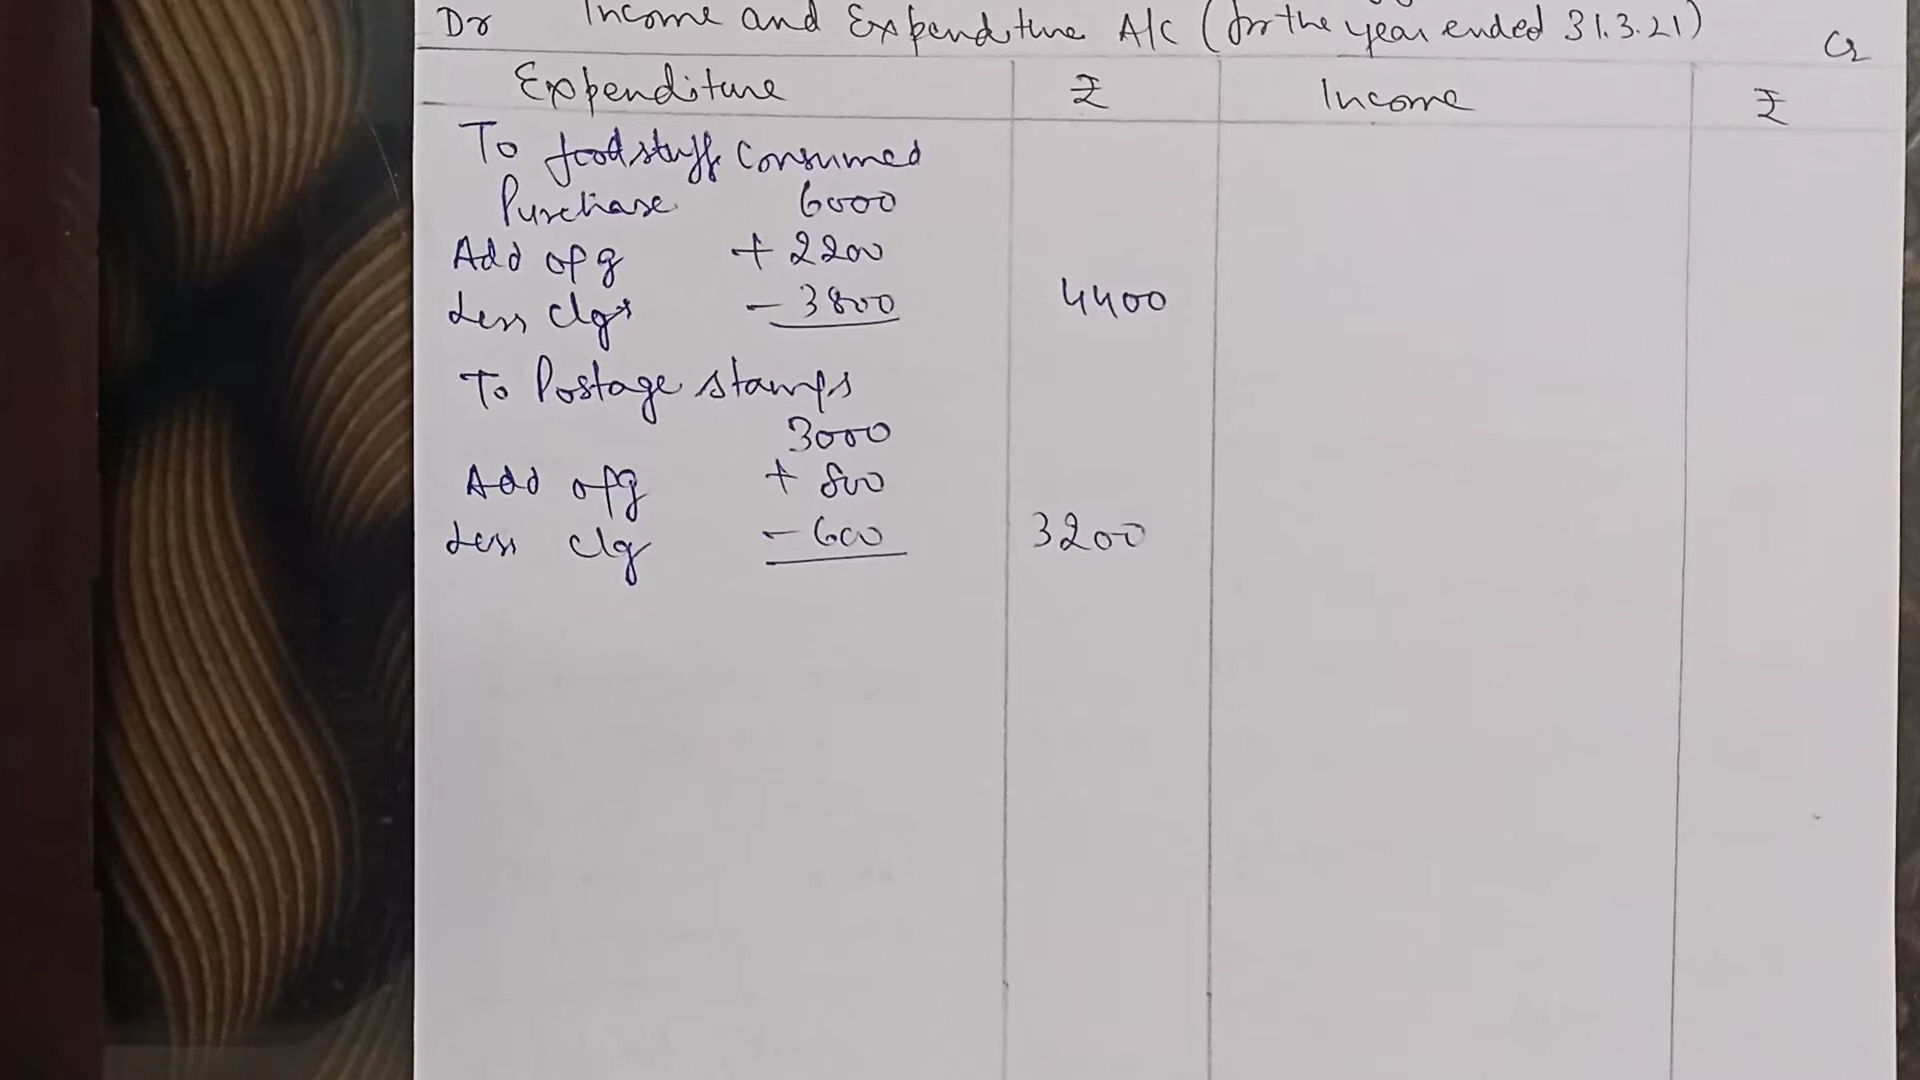 Dr Income and Expenditure A/C (for the year ended 31.3.21) Cr
Expenditure ₹ Income ₹
To foodstuff consumed
Purchase 6000
Add opg + 2200
Less clg - 3800 4400
To Postage stamps
3000
Add opg + 800
Less clg - 600 3200